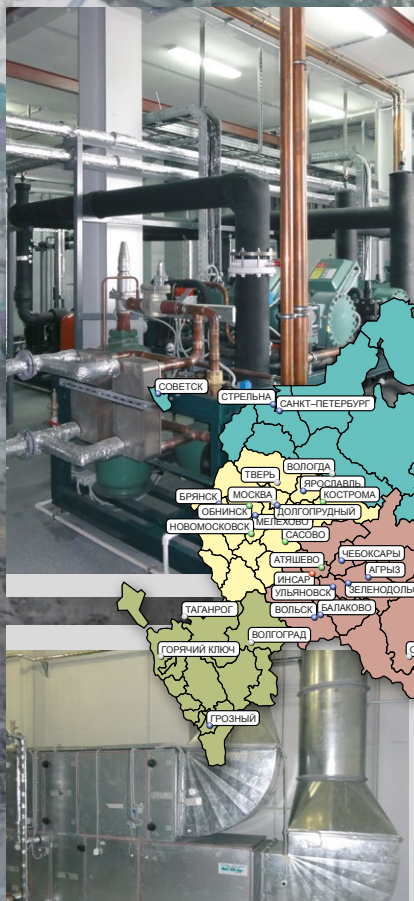 СОВЕТСК
СТРЕЛЬНА
САНКТ–ПЕТЕРБУРГ
ВОЛОГДА
ТВЕРЬ
ЯРОСЛАВЛЬ
БРЯНСК
МОСКВА
КОСТРОМА
ОБНИНСК
ДОЛГОПРУДНЫЙ
НОВОМОСКОВСК
МЕЛЕХОВО
САСОВО
ЧЕБОКСАРЫ
АТЯШЕВО
АГРЫЗ
ИНСАР
УЛЬЯНОВСК
ЗЕЛЕНОДОЛЬС
ТАГАНРОГ
ВОЛЬСК
БАЛАКОВО
ВОЛГОГРАД
ГОРЯЧИЙ КЛЮЧ
ГРОЗНЫЙ